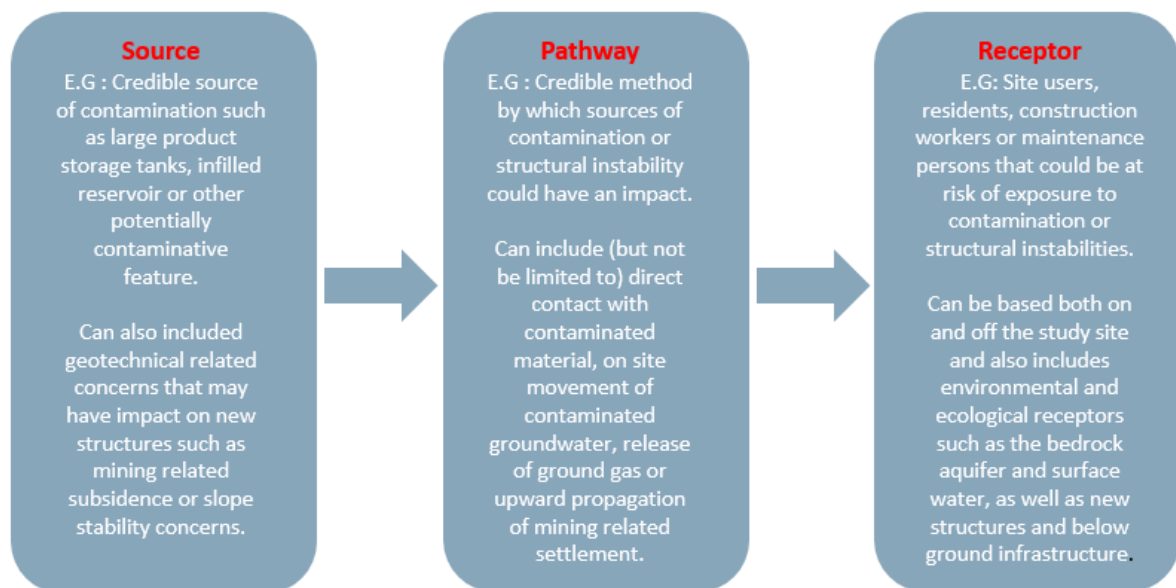 Source
E.G : Credible source
of contamination such
as large product
storage tanks, infilled
reservoir or other
potentially
contaminative
feature.
Can also included
geotechnical related
concerns that may
have impact on new
structures such as
mining related
subsidence or slope
stability concerns.
Pathway
E.G : Credible method
by which sources of
contamination or
structural instability
could have an impact.
Can include (but not
be limited to) direct
contact with
contaminated
material, on site
movement of
contaminated
groundwater, release
of ground gas or
upward propagation
of mining related
settlement.
Receptor
E.G: Site users,
residents, construction
workers or maintenance
persons that could be at
risk of exposure to
contamination or
structural instabilities.
Can be based both on
and off the study site
and also includes
environmental and
ecological receptors
such as the bedrock
aquifer and surface
water, as well as new
structures and below
ground infrastructure.